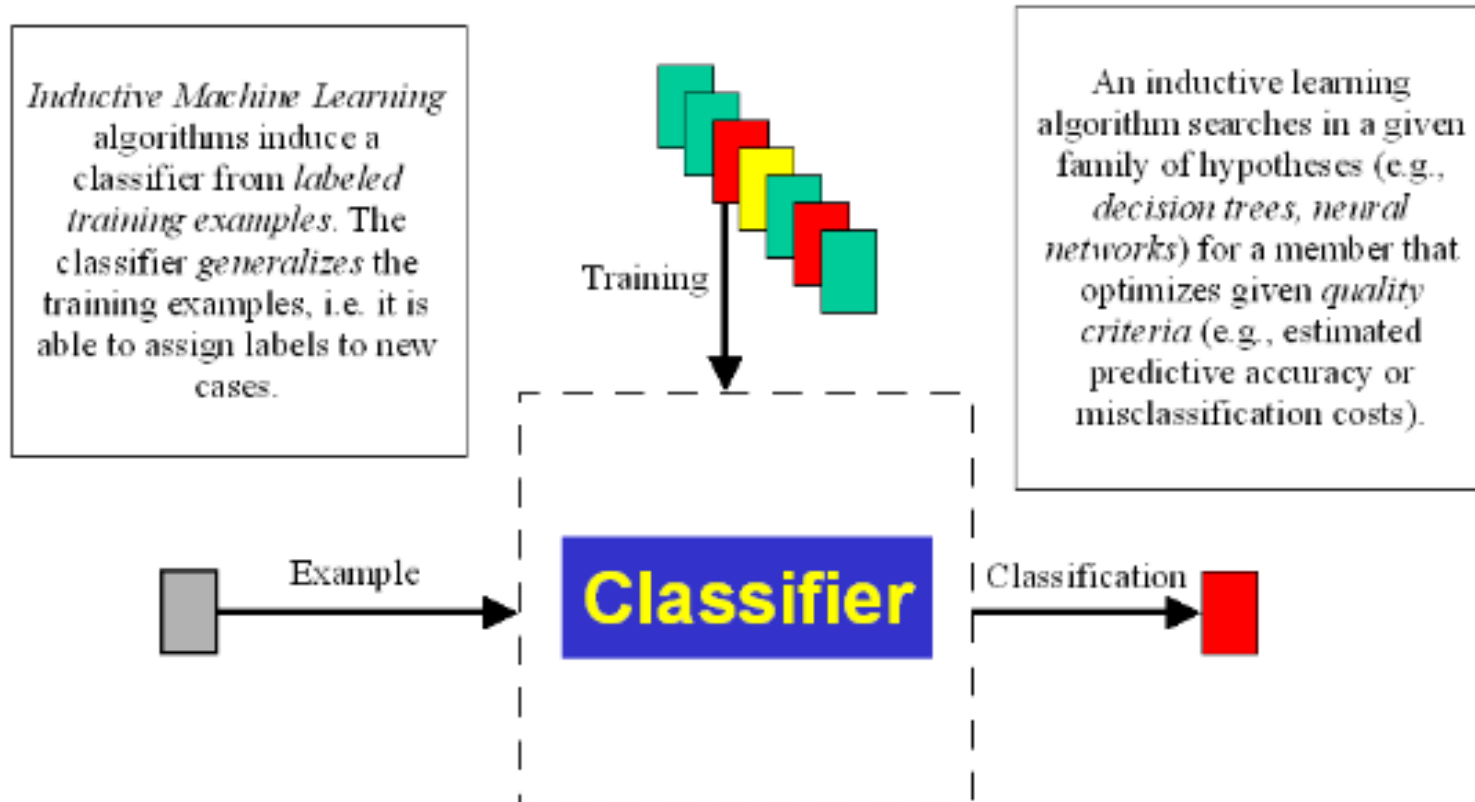 Inductive Machine Learning
algorithms induce a
classifier from labeled
training examples. The
classifier generalizes the
training examples, i.e. it is
able to assign labels to new
cases.
Training
An inductive learning
algorithm searches in a given
family of hypotheses (e.g.,
decision trees, neural
networks) for a member that
optimizes given quality
criteria (e.g., estimated
predictive accuracy or
misclassification costs).
Example
Classifier
Classification